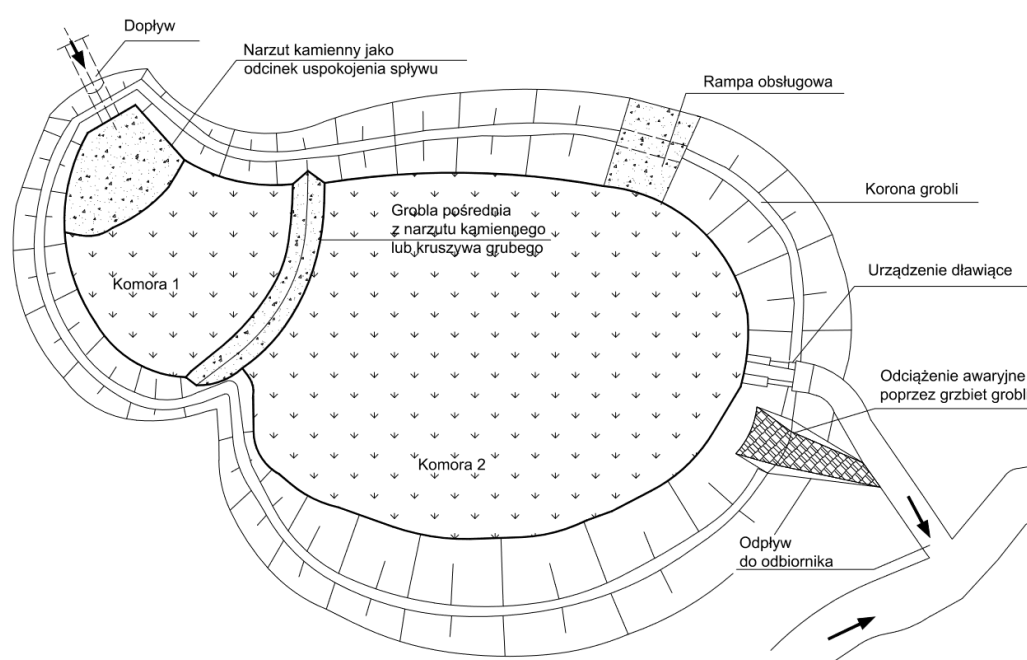 Dopływ
Narzut kamienny jako
odcinek uspokojenia spływu
Rampa obsługowa
Korona grobli
Grobla pośrednia
z narzutu kamiennego
lub kruszywa grubego
Urządzenie dławiące
Komora 1
Odciążenie awaryjne
poprzez grzbiet grobli
Komora 2
Odpływ
do odbiornika